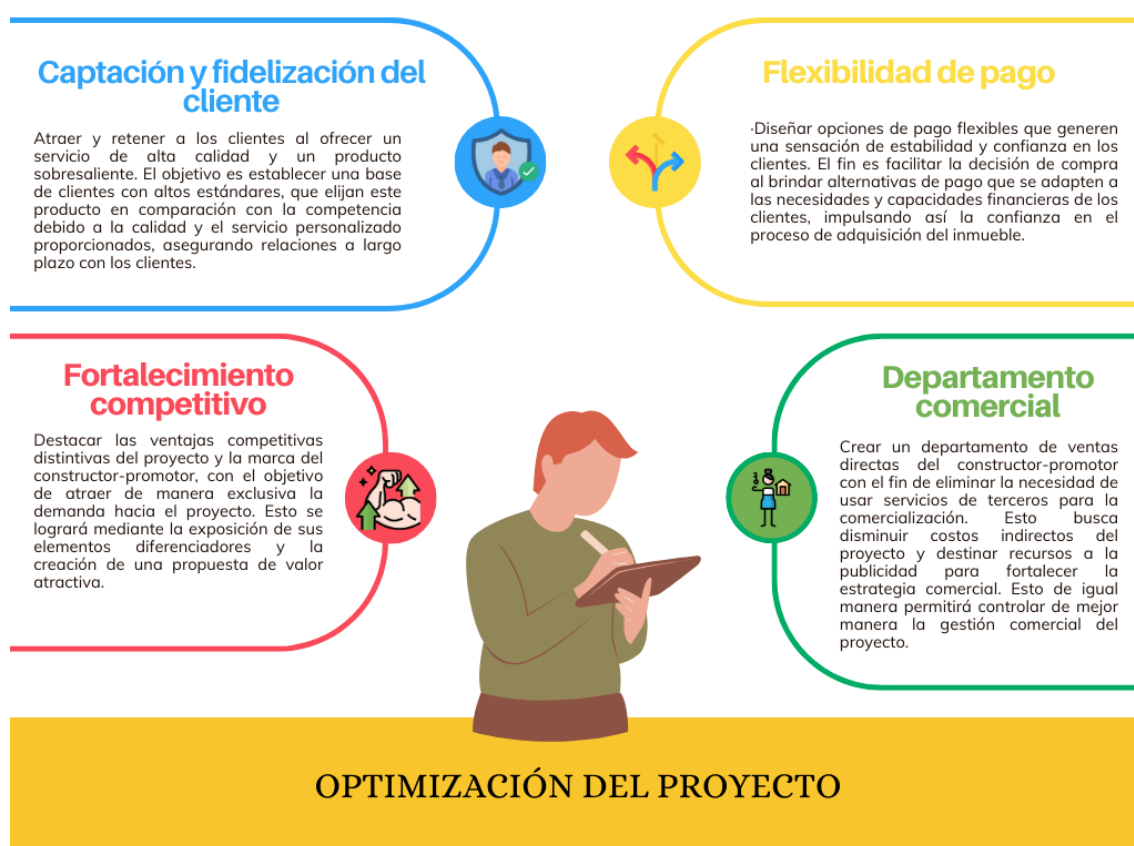 Captación y fidelización del
cliente
Atraer y retener a los clientes al ofrecer un
servicio de alta calidad y un producto
sobresaliente. El objetivo es establecer una base
de clientes con altos estándares, que elijan este
producto en comparación con la competencia
debido a la calidad y el servicio personalizado
proporcionados, asegurando relaciones a largo
plazo con los clientes.
Flexibilidad de pago
·Diseñar opciones de pago flexibles que generen
una sensación de estabilidad y confianza en los
clientes. El fin es facilitar la decisión de compra
al brindar alternativas de pago que se adapten a
las necesidades y capacidades financieras de los
clientes, impulsando así la confianza en el
proceso de adquisición del inmueble.
Fortalecimiento
competitivo
Destacar las ventajas competitivas
distintivas del proyecto y la marca del
constructor-promotor, con el objetivo
de atraer de manera exclusiva la
demanda hacia el proyecto. Esto se
logrará mediante la exposición de sus
elementos diferenciadores y la
creación de una propuesta de valor
atractiva.
Departamento
comercial
Crear un departamento de ventas
directas del constructor-promotor
con el fin de eliminar la necesidad de
usar servicios de terceros para la
comercialización. Esto busca
disminuir costos indirectos del
proyecto y destinar recursos a la
publicidad para fortalecer la
estrategia comercial. Esto de igual
manera permitirá controlar de mejor
manera la gestión comercial del
proyecto.
OPTIMIZACIÓN DEL PROYECTO